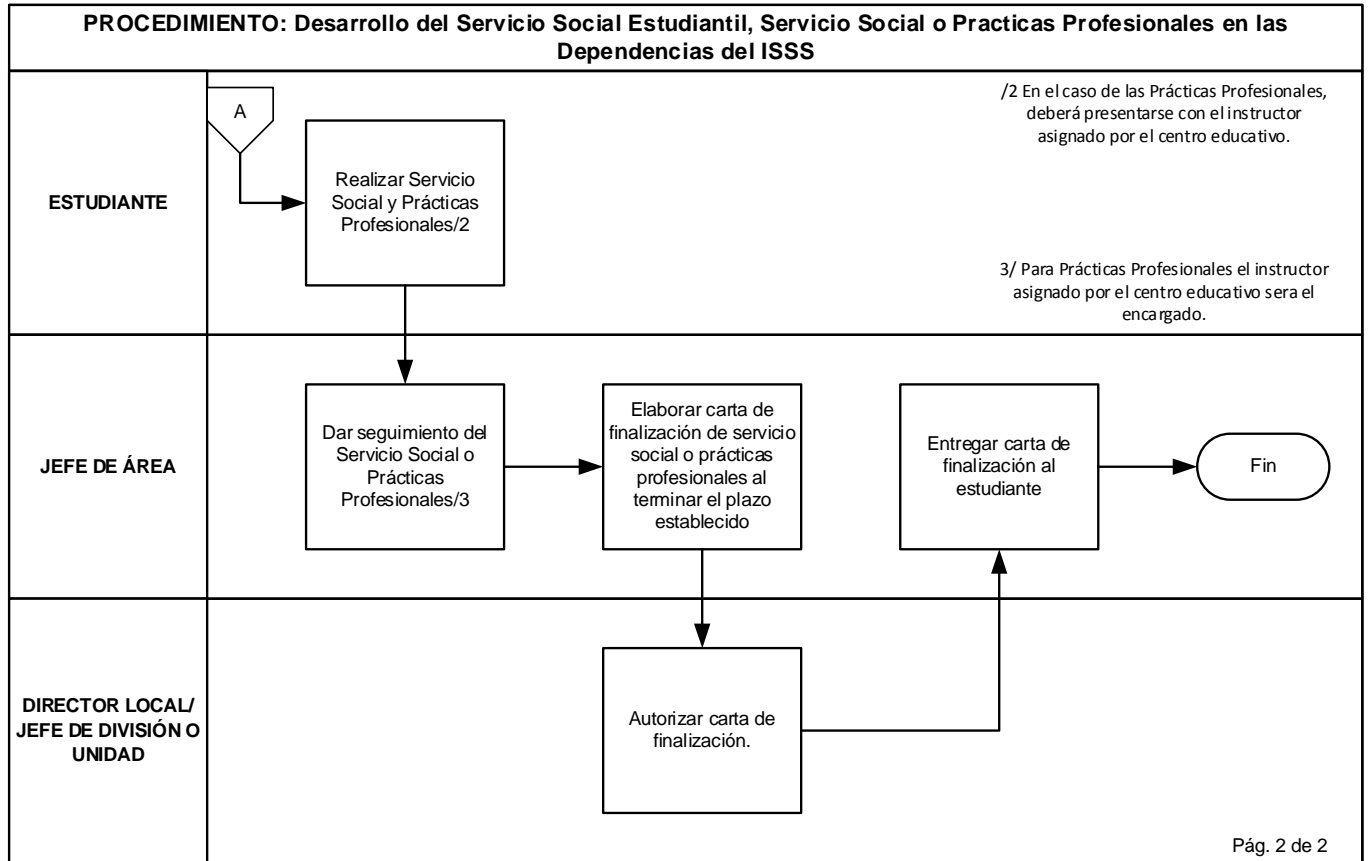 PROCEDIMIENTO: Desarrollo del Servicio Social Estudiantil, Servicio Social o Practicas Profesionales en las
Dependencias del ISSS
ESTUDIANTE
A
Realizar Servicio
Social y Prácticas
Profesionales/2
/2 En el caso de las Prácticas Profesionales,
deberá presentarse con el instructor
asignado por el centro educativo.
3/ Para Prácticas Profesionales el instructor
asignado por el centro educativo sera el
encargado.
JEFE DE ÁREA
Dar seguimiento del
Servicio Social o
Prácticas
Profesionales/3
Elaborar carta de
finalización de servicio
social o prácticas
profesionales al
terminar el plazo
establecido
Entregar carta de
finalización al
estudiante
Fin
DIRECTOR LOCAL/
JEFE DE DIVISIÓN O
UNIDAD
Autorizar carta de
finalización.
Pág. 2 de 2